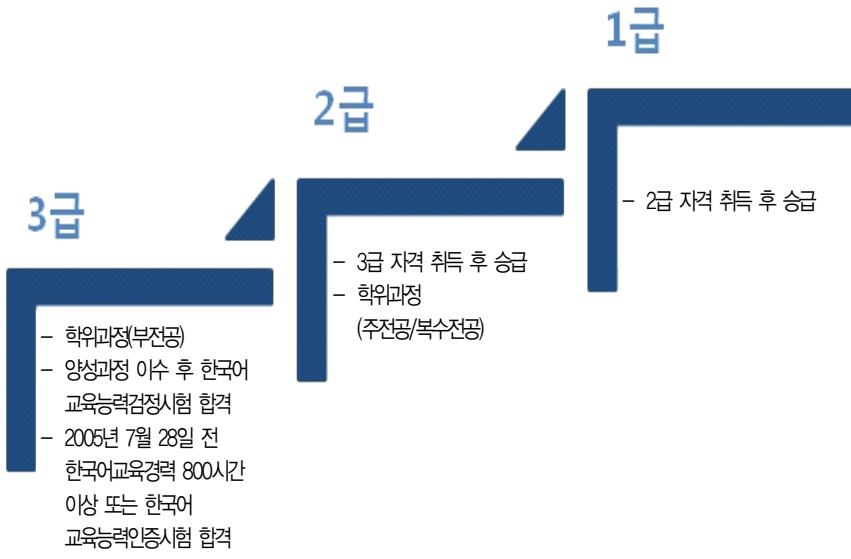 1급
2급
3급
- 2급 자격 취득 후 승급
- 3급 자격 취득 후 승급
- 학위과정
(주전공/복수전공)
- 학위과정(부전공)
- 양성과정 이수 후 한국어
교육능력검정시험 합격
- 2005년 7월 28일 전
한국어교육경력 800시간
이상 또는 한국어
교육능력인증시험 합격